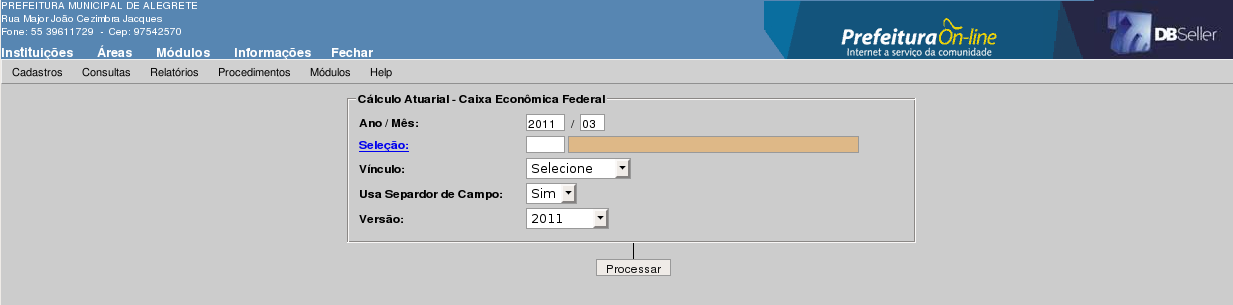 PREFEITURA MUNICIPAL DE ALEGRETE
Rua Major João Cezimbra Jacques
Fone: 55 39611729 - Cep: 97542570
Instituições Áreas Módulos Informações Fechar
PrefeituraOn-line
Internet a serviço da comunidade
DBSeller
Cadastros Consultas Relatórios Procedimentos Módulos Help
Cálculo Atuarial - Caixa Econômica Federal
Ano / Mês: 2011 / 03
Seleção:
Vínculo: Selecione
Usa Separdor de Campo: Sim
Versão: 2011
Processar